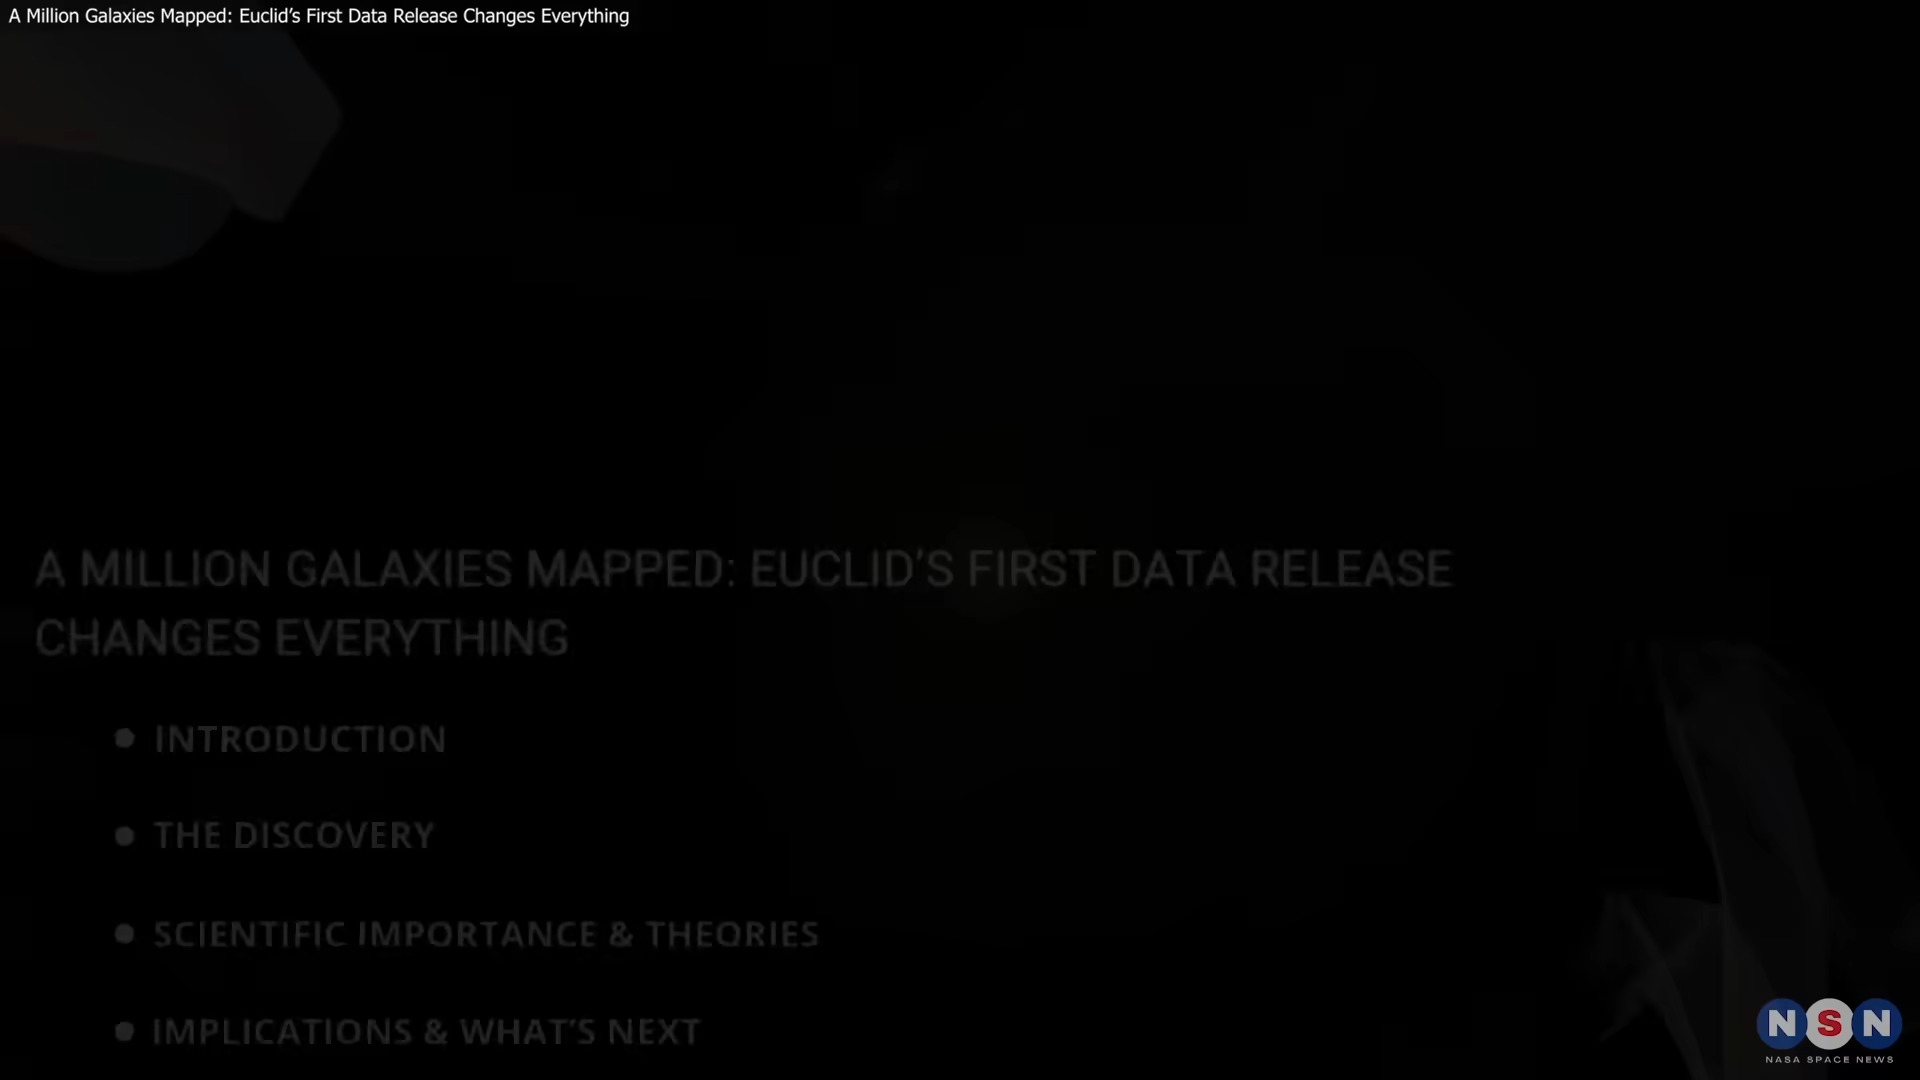 A Million Galaxies Mapped: Euclid’s First Data Release Changes Everything
A MILLION GALAXIES MAPPED: EUCLID’S FIRST DATA RELEASE
CHANGES EVERYTHING
● INTRODUCTION
● THE DISCOVERY
● SCIENTIFIC IMPORTANCE & THEORIES
● IMPLICATIONS & WHAT’S NEXT
NSN
NASA SPACE NEWS